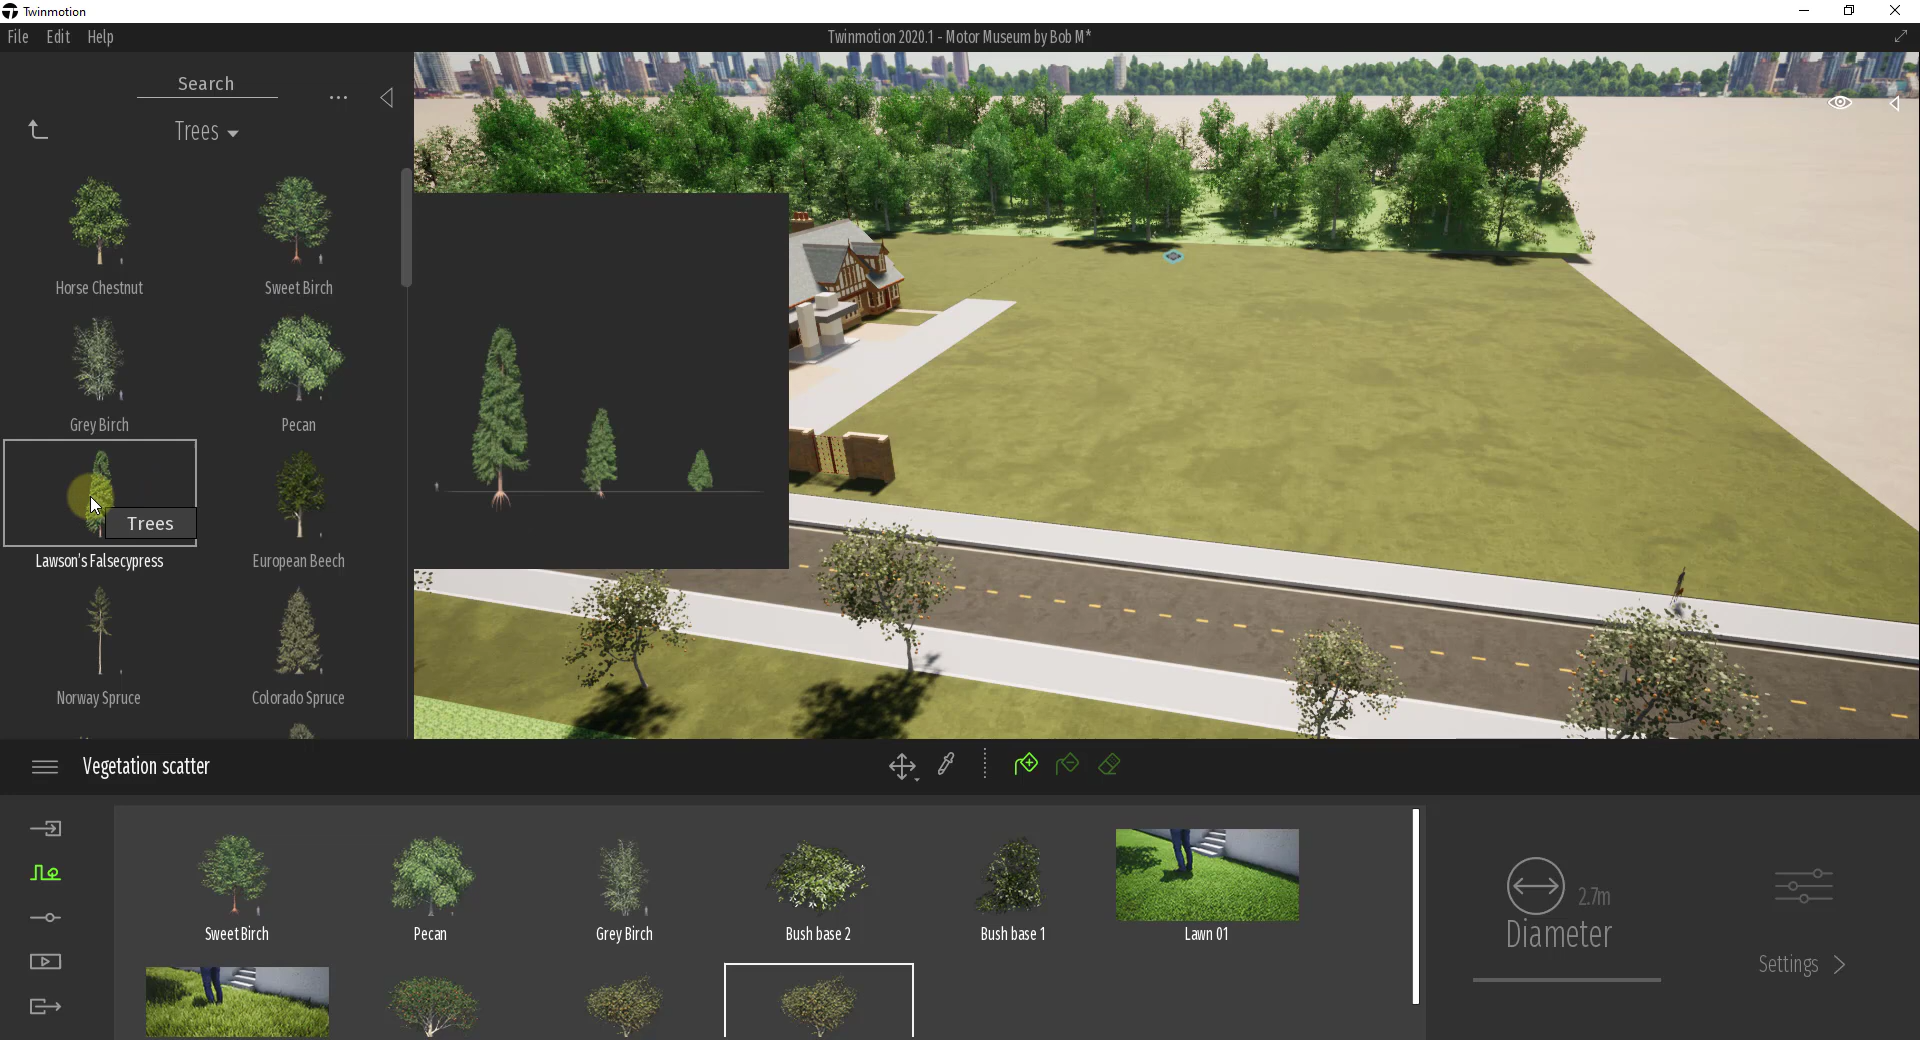 Twinmotion
File Edit Help
Twinmotion 2020.1 - Motor Museum by Bob M*
Search
...
Trees
Horse Chestnut
Sweet Birch
Grey Birch
Pecan
Trees
Lawson's Falsecypress
European Beech
Norway Spruce
Colorado Spruce
Vegetation scatter
Sweet Birch
Pecan
Grey Birch
Bush base 2
Bush base 1
Lawn 01
2.7m
Diameter
Settings